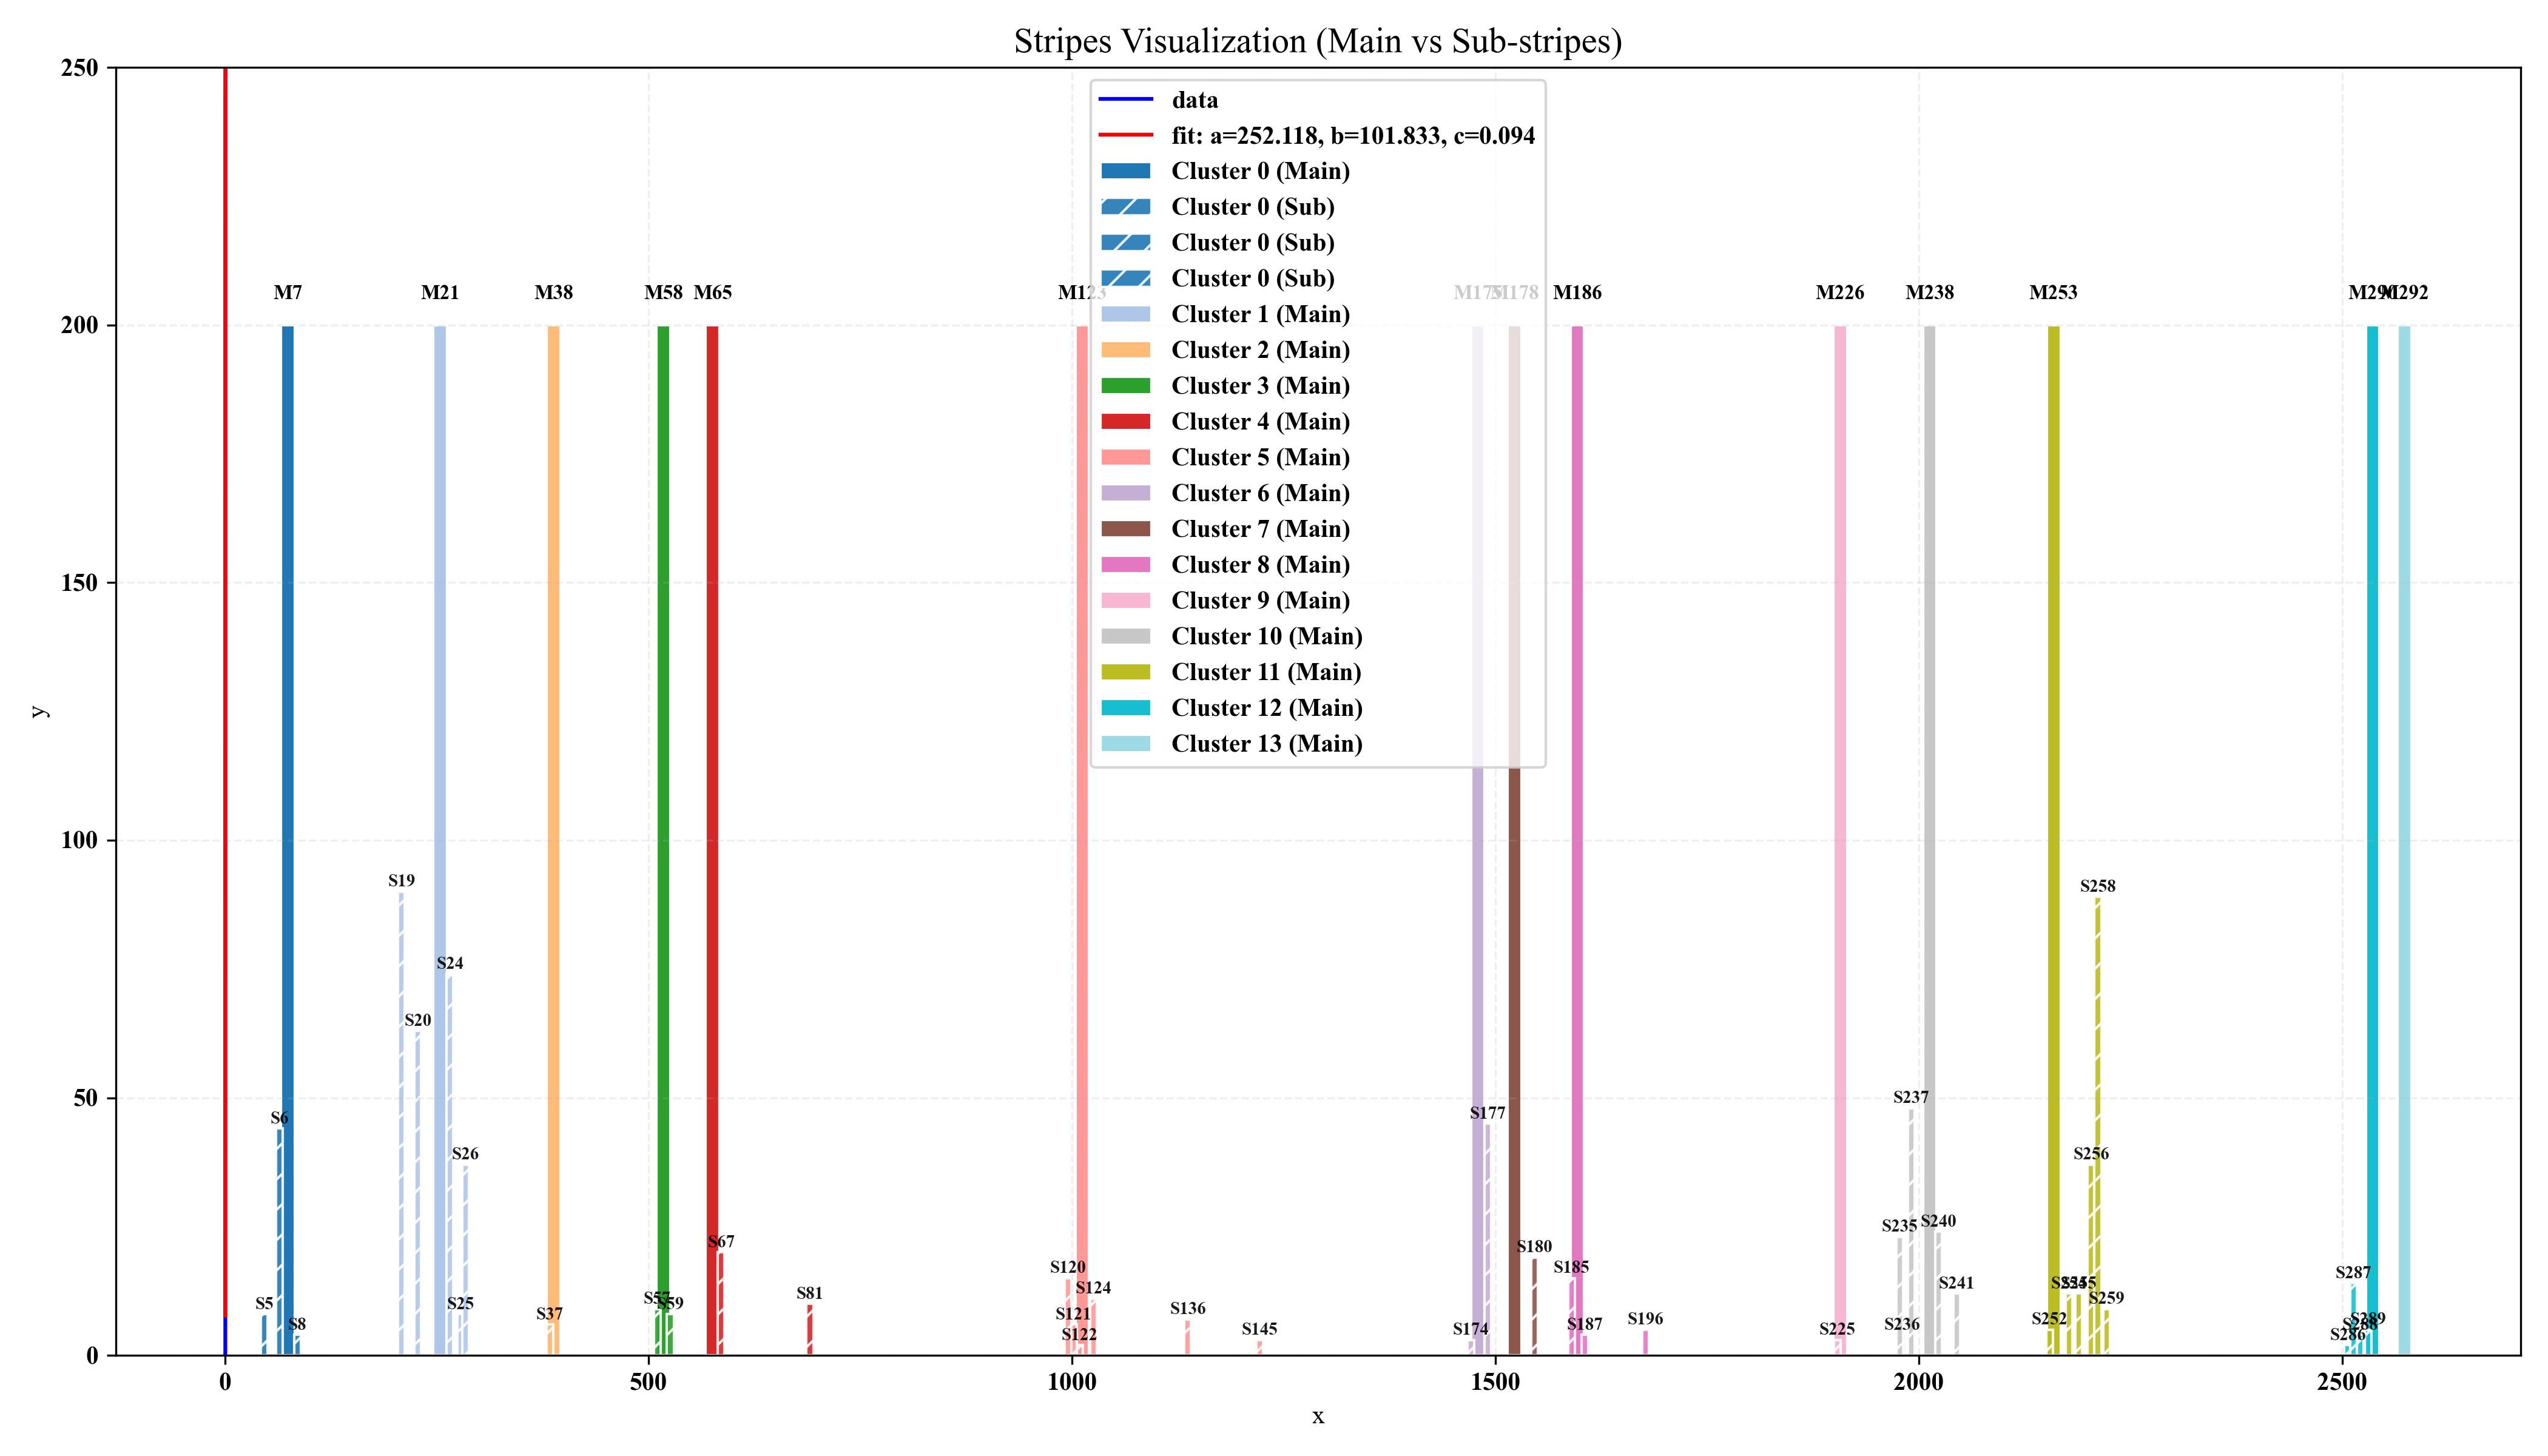 Stripes Visualization (Main vs Sub-stripes)
data
fit: a=252.118, b=101.833, c=0.094
Cluster 0 (Main)
Cluster 0 (Sub)
Cluster 0 (Sub)
Cluster 0 (Sub)
Cluster 1 (Main)
Cluster 2 (Main)
Cluster 3 (Main)
Cluster 4 (Main)
Cluster 5 (Main)
Cluster 6 (Main)
Cluster 7 (Main)
Cluster 8 (Main)
Cluster 9 (Main)
Cluster 10 (Main)
Cluster 11 (Main)
Cluster 12 (Main)
Cluster 13 (Main)
M7 M21 M38 M58 M65 M123 M178 M186 M226 M238 M253 M292
S19 S258
S24
S20
S6 S177 S237
S26 S256
S67 S180 S235 S240
S5 S25 S81 S120 S124 S185 S241 S255 S287
S8 S37 S57 S59 S121 S136 S187 S196 S236 S252 S259 S289
S122 S145 S174 S225 S286 S288
250
200
150
100
50
0
y
0 500 1000 1500 2000 2500
x